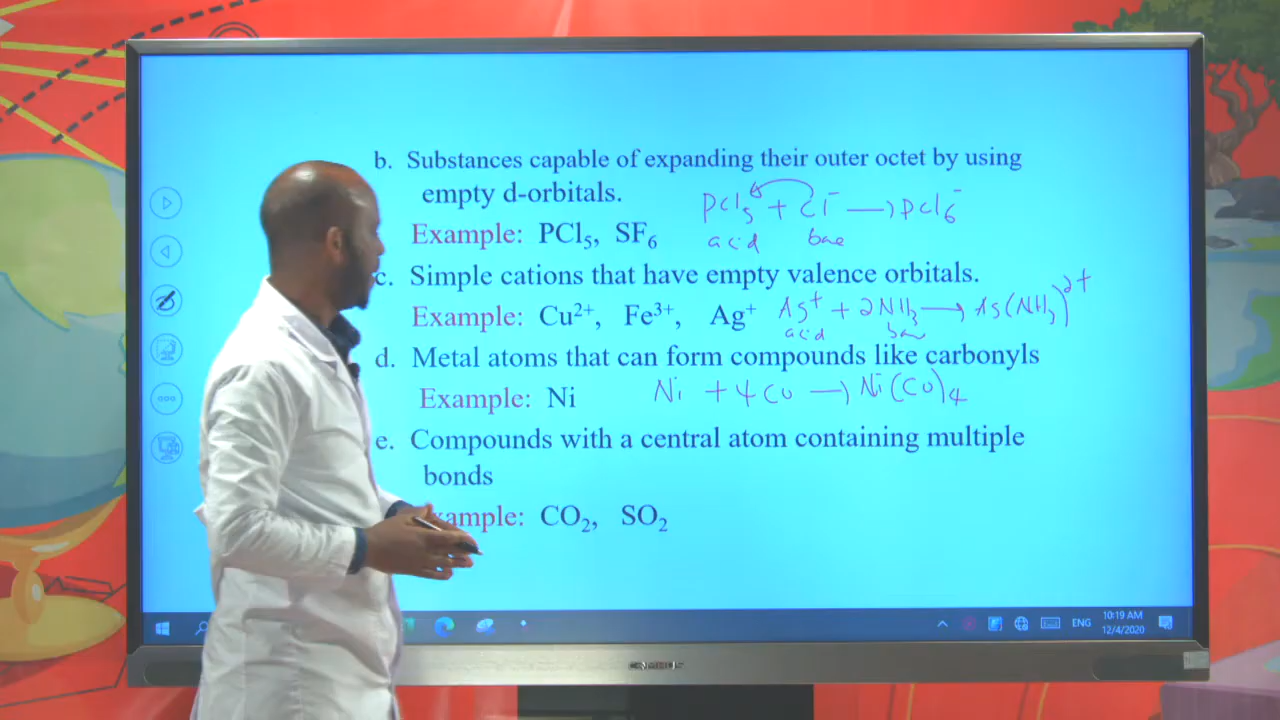 b. Substances capable of expanding their outer octet by using
empty d-orbitals.
PCl5 + Cl⁻ → PCl6⁻
Example: PCl₅, SF₆
acid base
c. Simple cations that have empty valence orbitals.
Example: Cu²⁺, Fe³⁺, Ag⁺ Ag⁺ + 2NH₃ → Ag(NH₃)²⁺
acid
d. Metal atoms that can form compounds like carbonyls
Example: Ni Ni + 4CO → Ni(CO)₄
e. Compounds with a central atom containing multiple
bonds
xample: CO₂, SO₂
ENG
10:19 AM
12/4/2020